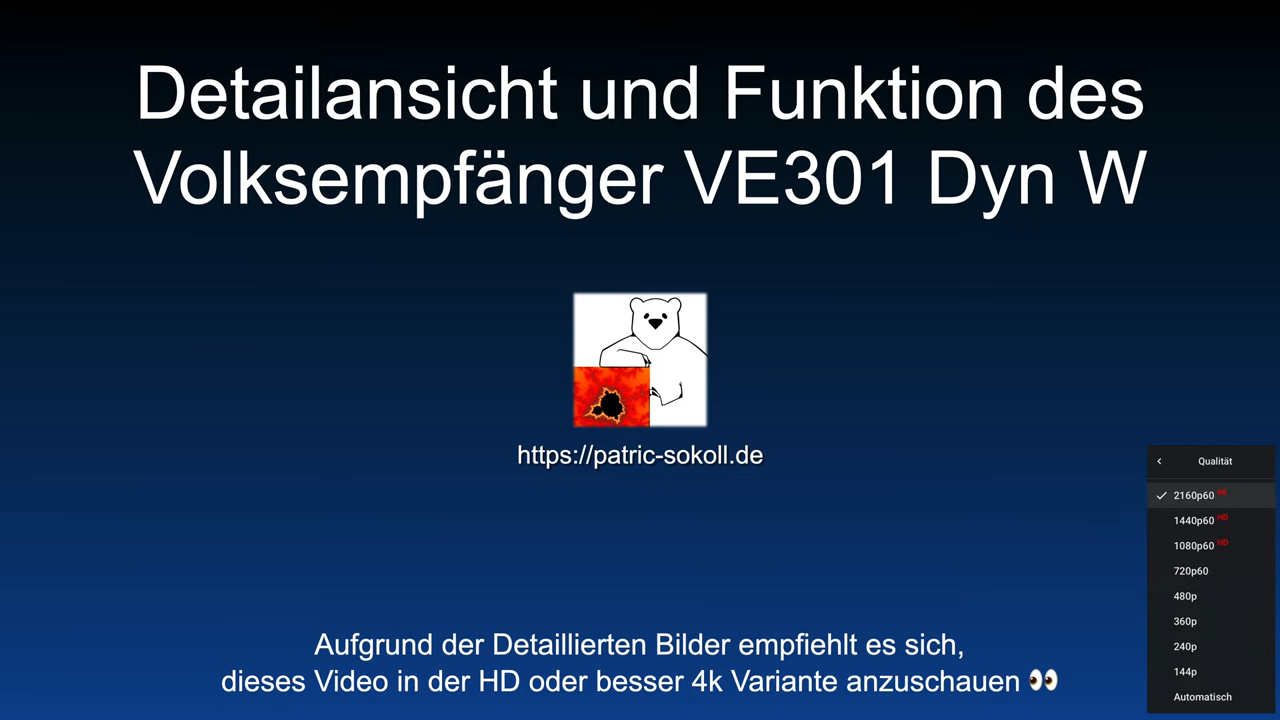 Detailansicht und Funktion des
Volksempfänger VE301 Dyn W
https://patric-sokoll.de
Qualität
2160p60 4K
1440p60 HD
1080p60 HD
720p60
480p
360p
240p
144p
Automatisch
Aufgrund der Detaillierten Bilder empfiehlt es sich,
dieses Video in der HD oder besser 4k Variante anzuschauen 👀